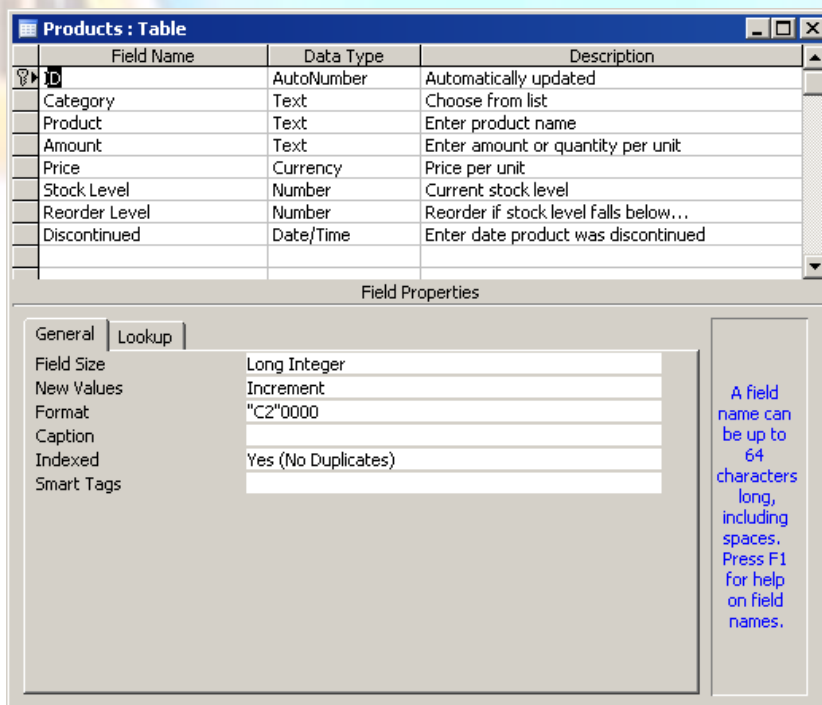 Products : Table
Field Name Data Type Description
ID AutoNumber Automatically updated
Category Text Choose from list
Product Text Enter product name
Amount Text Enter amount or quantity per unit
Price Currency Price per unit
Stock Level Number Current stock level
Reorder Level Number Reorder if stock level falls below...
Discontinued Date/Time Enter date product was discontinued
Field Properties
General Lookup
Field Size Long Integer
New Values Increment
Format "C2"0000
Caption
Indexed Yes (No Duplicates)
Smart Tags
A field
name can
be up to
64
characters
long,
including
spaces.
Press F1
for help
on field
names.